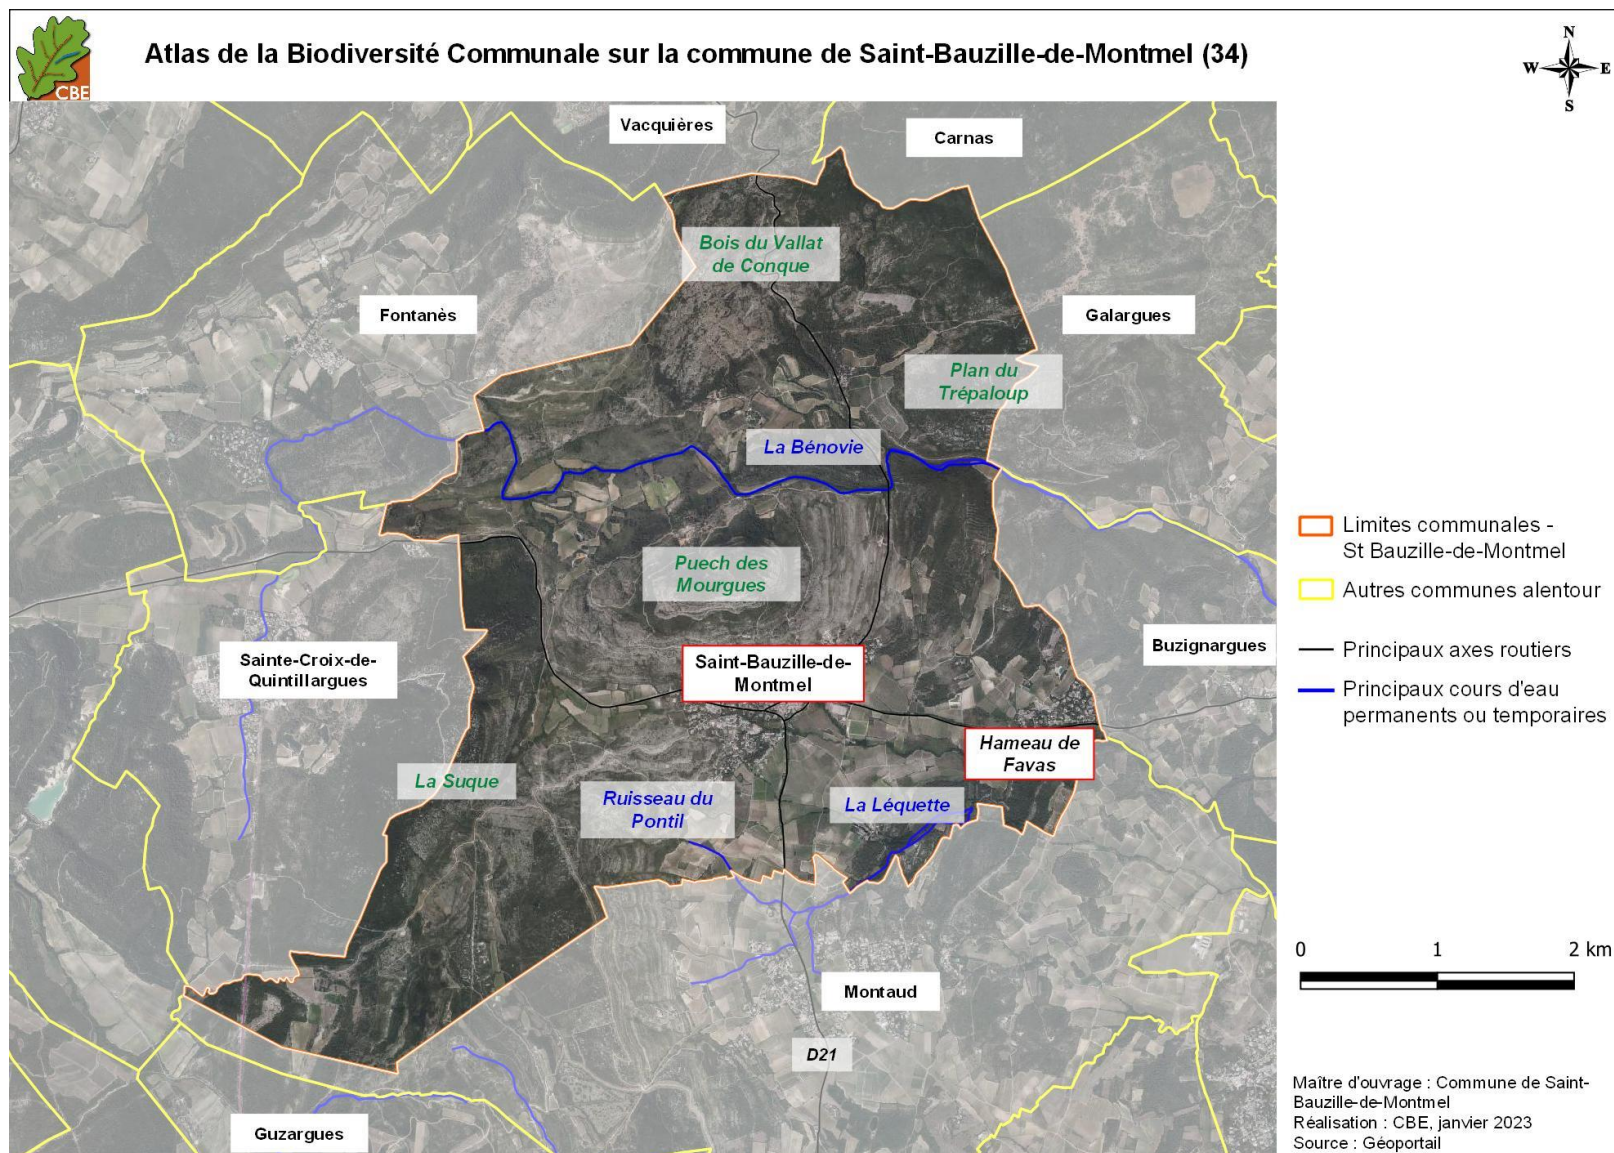 Atlas de la Biodiversité Communale sur la commune de Saint-Bauzille-de-Montmel (34)
CBE
N
W
E
S
Vacquières
Carnas
Bois du Vallat
de Conque
Fontanès
Galargues
Plan du
Trépaloup
La Bénovie
Puech des
Mourgues
Sainte-Croix-de-
Quintillargues
Saint-Bauzille-de-
Montmel
Buzignargues
Hameau de
Favas
La Suque
Ruisseau du
Pontil
La Léquette
Montaud
D21
Guzargues
Limites communales -
St Bauzille-de-Montmel
Autres communes alentour
Principaux axes routiers
Principaux cours d'eau
permanents ou temporaires
0 1 2 km
Maître d'ouvrage : Commune de Saint-
Bauzille-de-Montmel
Réalisation : CBE, janvier 2023
Source : Géoportail